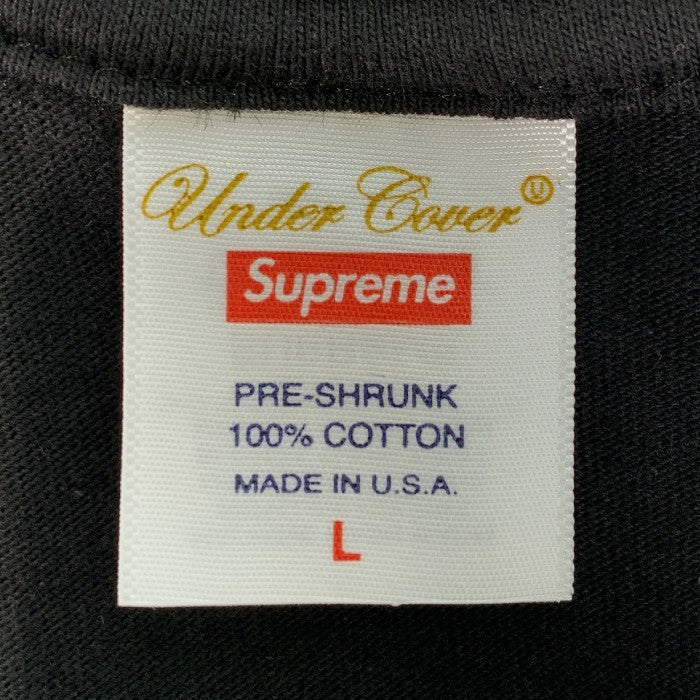 Under Cover Ⓤ
Supreme
PRE-SHRUNK
100% COTTON
MADE IN U.S.A.
L